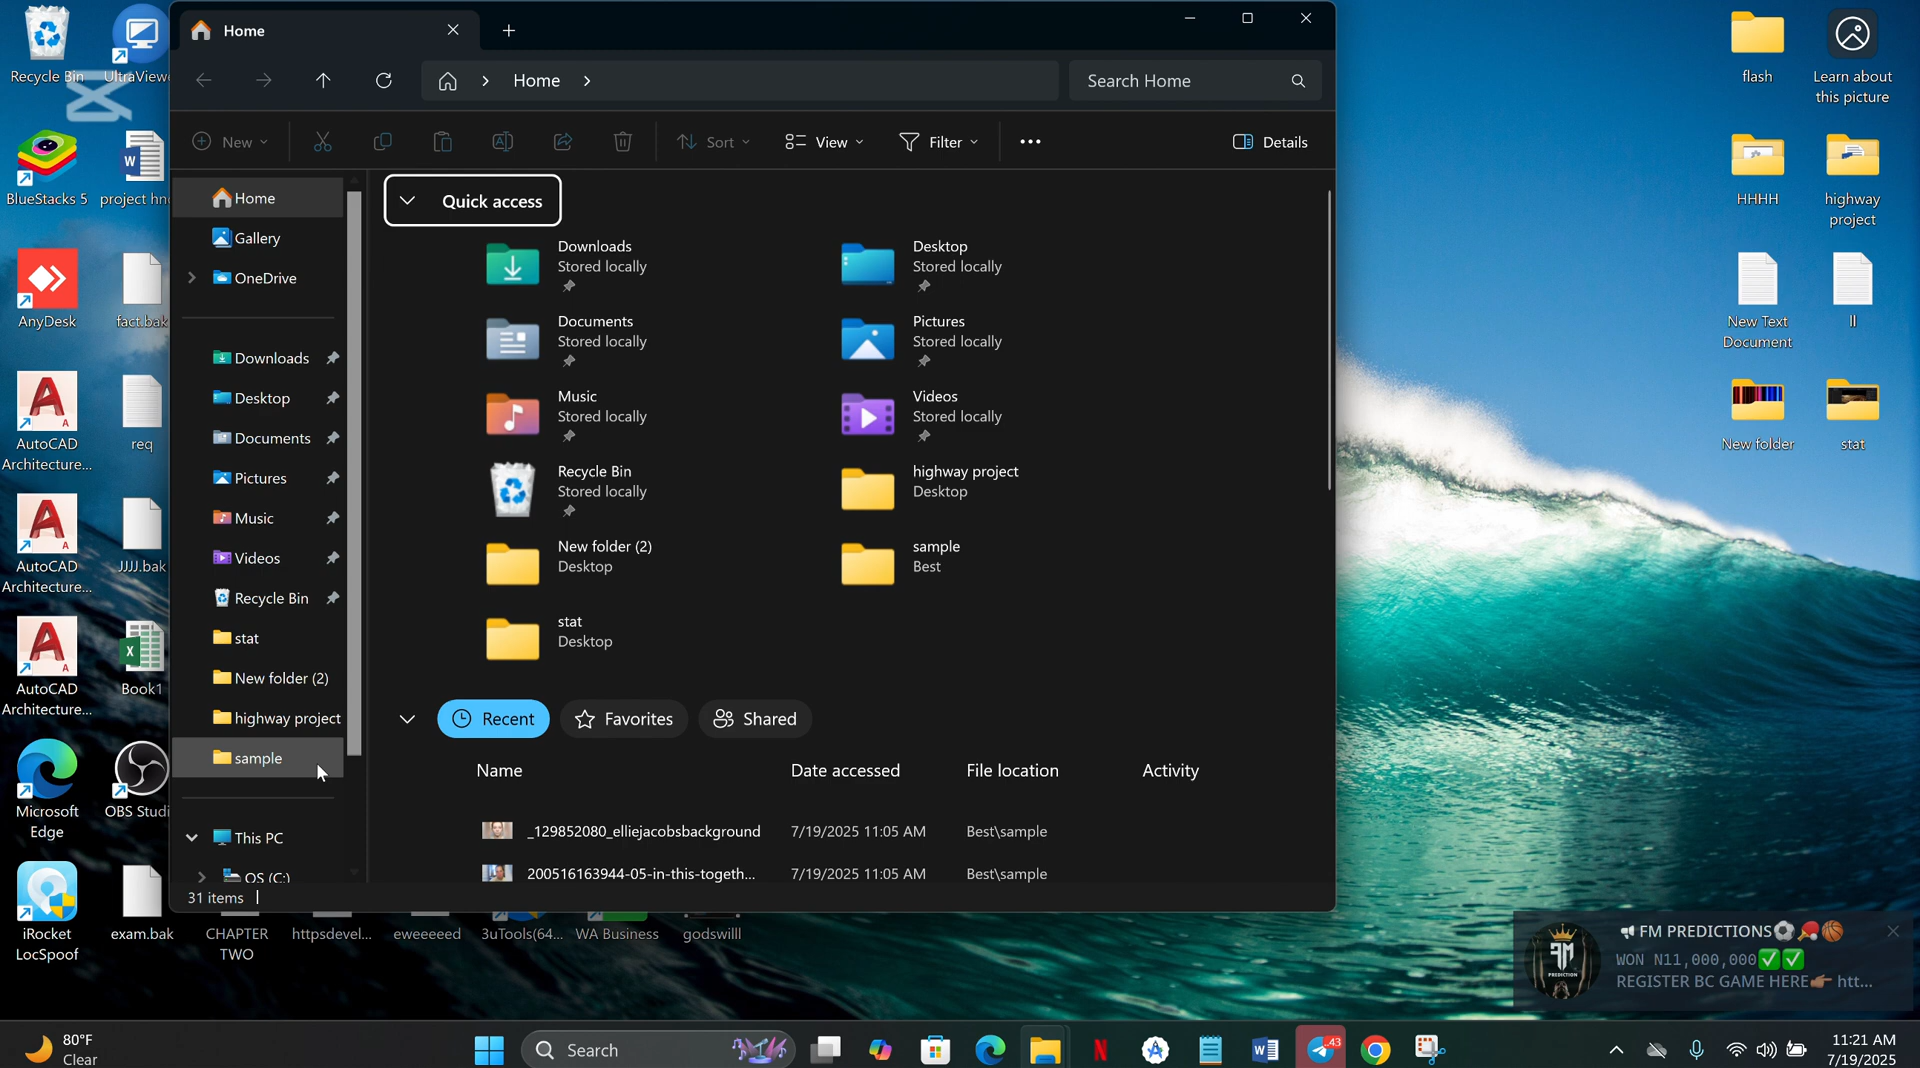 Home
Home
Search Home
New
Sort
View
Filter
Details
Home
Gallery
OneDrive
Downloads
Desktop
Documents
Pictures
Music
Videos
Recycle Bin
stat
New folder (2)
highway project
sample
This PC
OS (C:)
31 items
Quick access
Downloads
Stored locally
Desktop
Stored locally
Documents
Stored locally
Pictures
Stored locally
Music
Stored locally
Videos
Stored locally
Recycle Bin
Stored locally
highway project
Desktop
New folder (2)
Desktop
sample
Best
stat
Desktop
Recent
Favorites
Shared
Name Date accessed File location Activity
_129852080_elliejacobsbackground 7/19/2025 11:05 AM Best\sample
200516163944-05-in-this-togeth... 7/19/2025 11:05 AM Best\sample
Recycle Bin
UltraViewe
BlueStacks 5
project hn
AnyDesk
fact.bak
AutoCAD
Architecture...
req
AutoCAD
Architecture...
JJJJ.bak
AutoCAD
Architecture...
Book1
Microsoft
Edge
OBS Studi
iRocket
LocSpoof
exam.bak
CHAPTER
TWO
httpsdevel...
eweeeeed
3uTools(64...
WA Business
godswilll
flash
Learn about
this picture
HHHH
highway
project
New Text
Document
ll
New folder
stat
FM
PREDICTION
📢 FM PREDICTIONS⚽🏓🏀
WON N11,000,000✅✅
REGISTER BC GAME HERE👉 htt...
80°F
Clear
Search
43
11:21 AM
7/19/2025